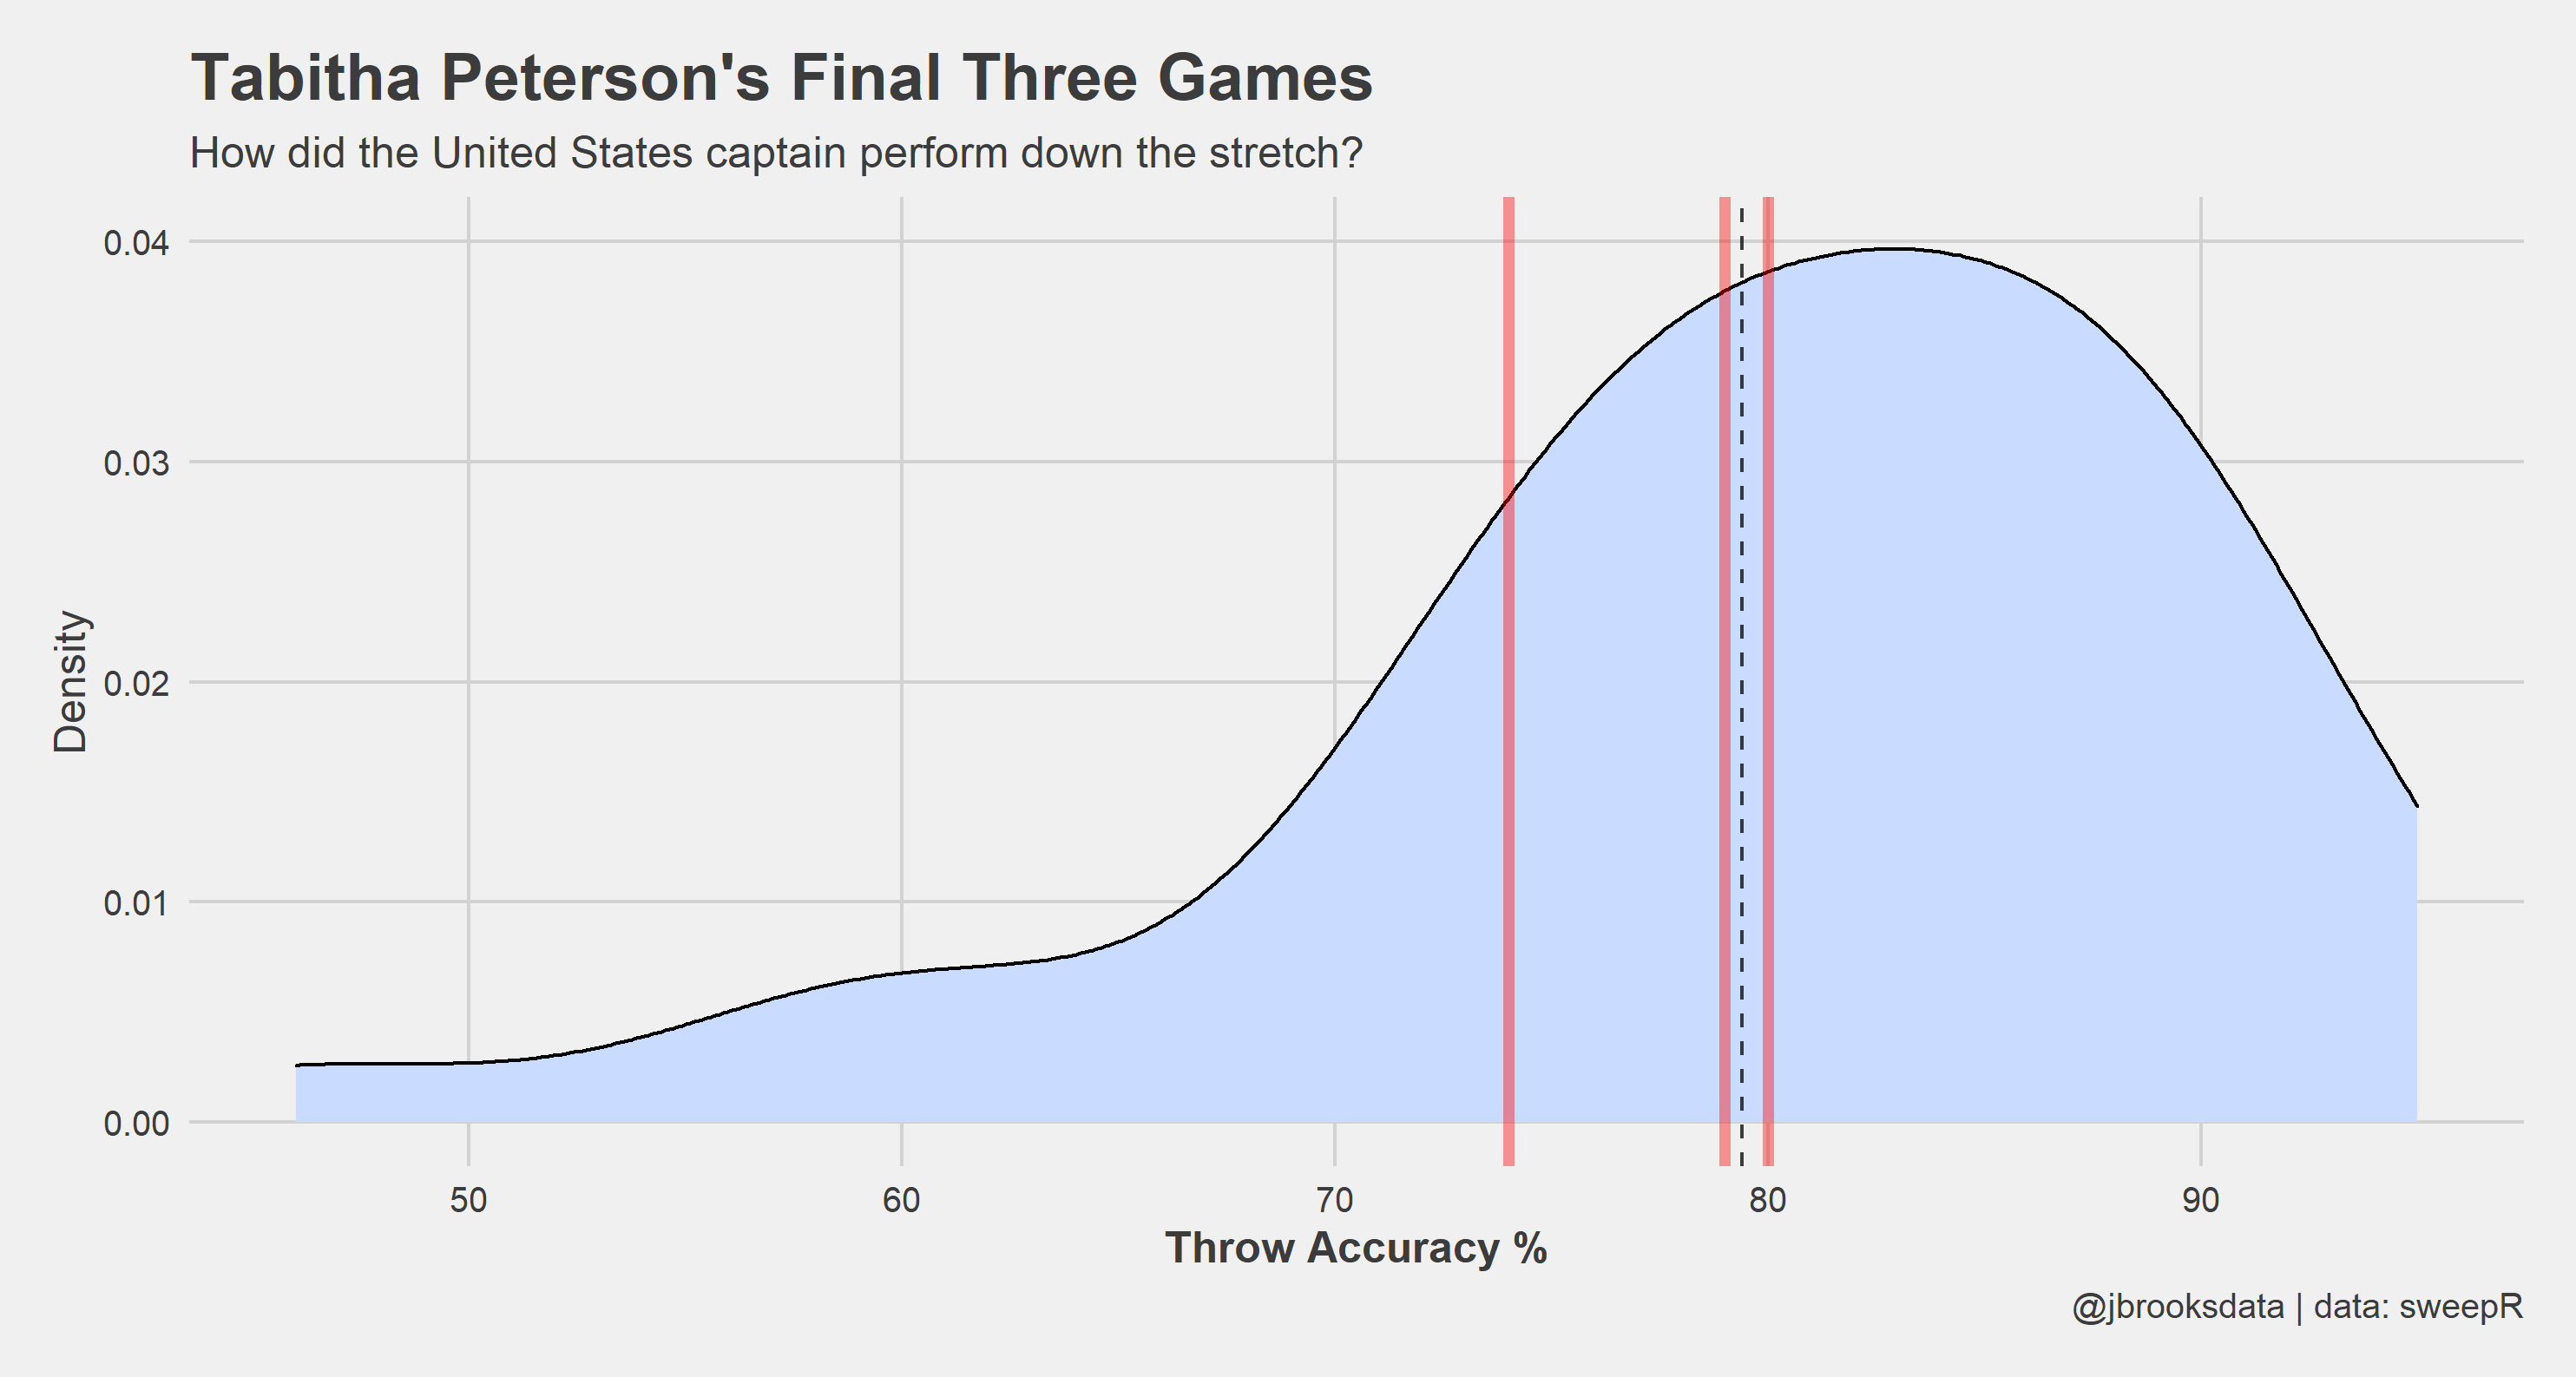 Tabitha Peterson's Final Three Games
How did the United States captain perform down the stretch?
0.04
0.03
0.02
0.01
0.00
Density
50 60 70 80 90
Throw Accuracy %
@jbrooksdata | data: sweepR